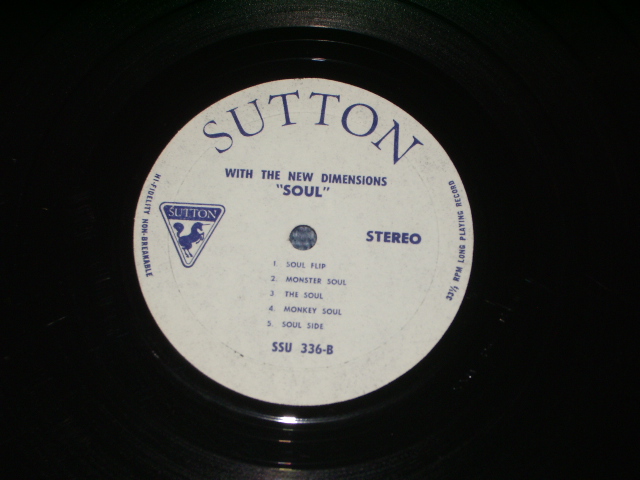 SUTTON
WITH THE NEW DIMENSIONS
"SOUL"
HI-FIDELITY NON-BREAKABLE
SUTTON
STEREO
33⅓ RPM LONG PLAYING RECORD
1. SOUL FLIP
2. MONSTER SOUL
3. THE SOUL
4. MONKEY SOUL
5. SOUL SIDE
SSU 336-B